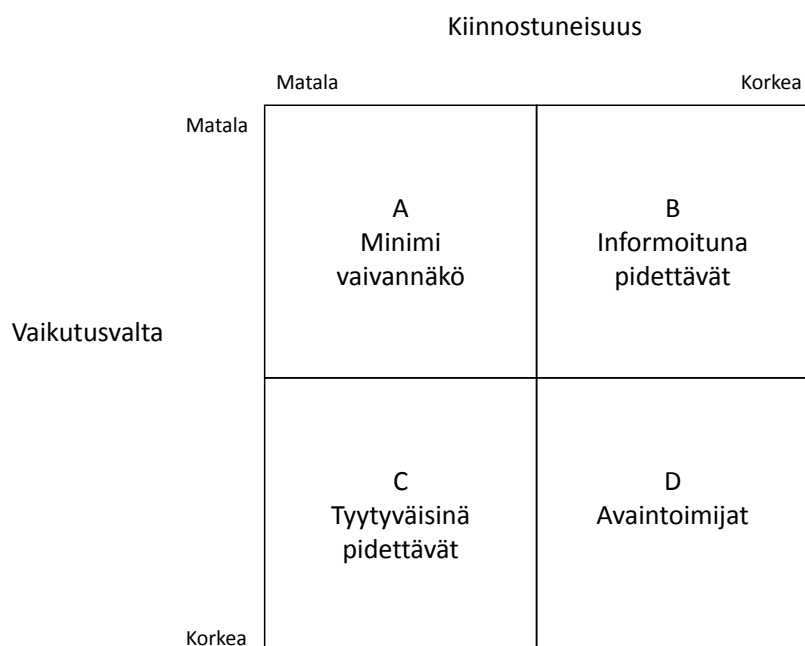 Kiinnostuneisuus
Matala
Korkea
Matala
A
Minimi
vaivannäkö
B
Informoituna
pidettävät
Vaikutusvalta
C
Tyytyväisinä
pidettävät
D
Avaintoimijat
Korkea